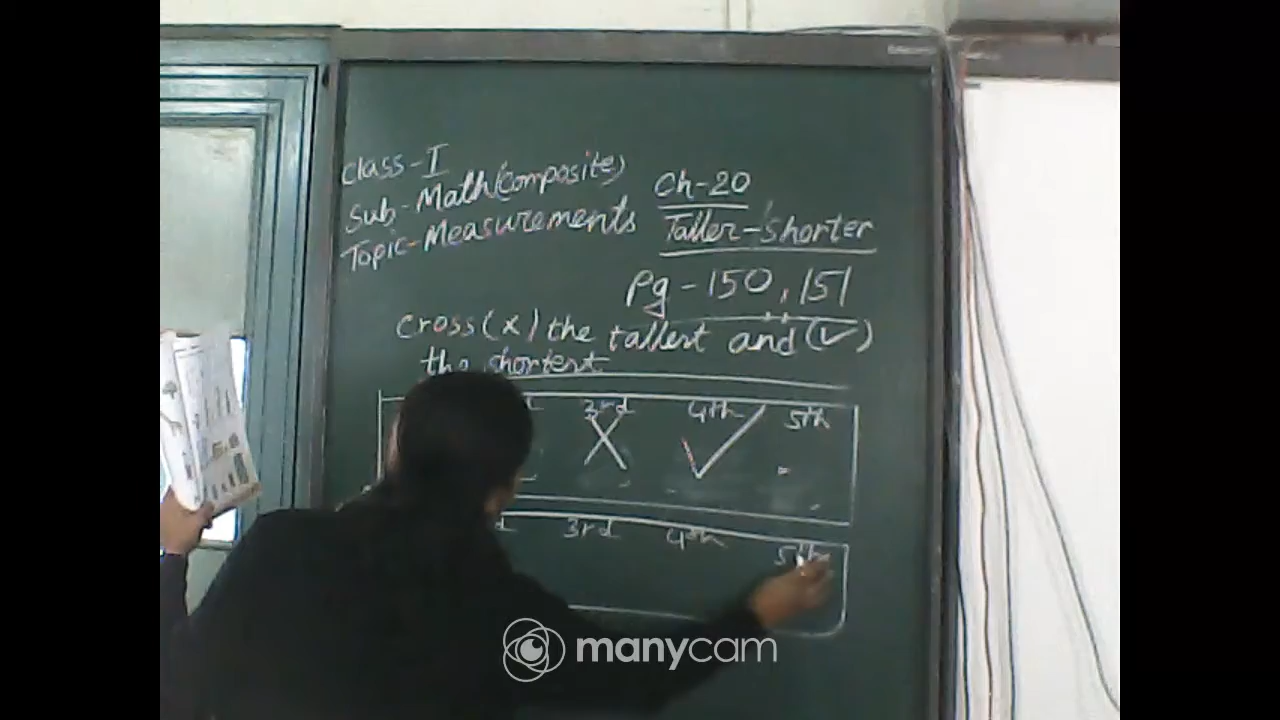 Class-I
Sub-Math(composite)
Topic-Measurements
Ch-20
Taller-Shorter
Pg-150, 151
Cross(x) the tallest and (✓)
the shortest
3rd 4th 5th
3rd 4th 5th
manycam